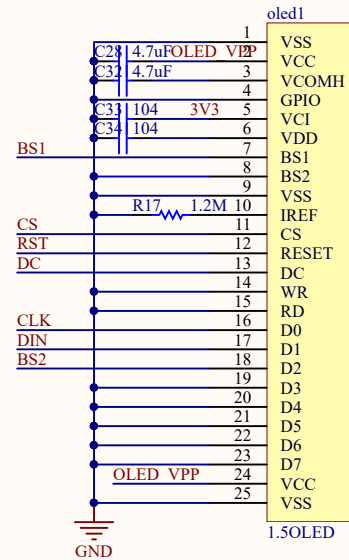 oled1
1 VSS
C28 4.7uF OLED_VPP 2 VCC
C32 4.7uF 3 VCOMH
4 GPIO
C33 104 3V3 5 VCI
C34 104 6 VDD
BS1 7 BS1
8 BS2
9 VSS
R17 1.2M 10 IREF
CS 11 CS
RST 12 RESET
DC 13 DC
14 WR
15 RD
CLK 16 D0
DIN 17 D1
BS2 18 D2
19 D3
20 D4
21 D5
22 D6
23 D7
OLED_VPP 24 VCC
25 VSS
1.5OLED
GND